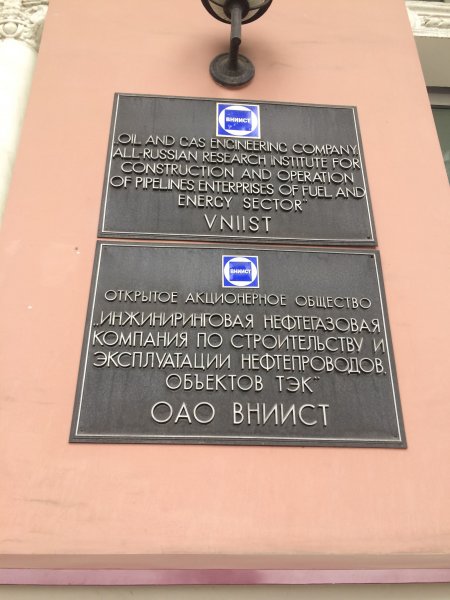 ВНИИСТ
OIL AND GAS ENGINEERING COMPANY,
ALL-RUSSIAN RESEARCH INSTITUTE FOR
CONSTRUCTION AND OPERATION
OF PIPELINES, ENTERPRISES OF FUEL AND
ENERGY SECTOR"
VNIIST
ВНИИСТ
ОТКРЫТОЕ АКЦИОНЕРНОЕ ОБЩЕСТВО
„ИНЖИНИРИНГОВАЯ НЕФТЕГАЗОВАЯ
КОМПАНИЯ ПО СТРОИТЕЛЬСТВУ И
ЭКСПЛУАТАЦИИ НЕФТЕПРОВОДОВ,
ОБЪЕКТОВ ТЭК"
ОАО ВНИИСТ